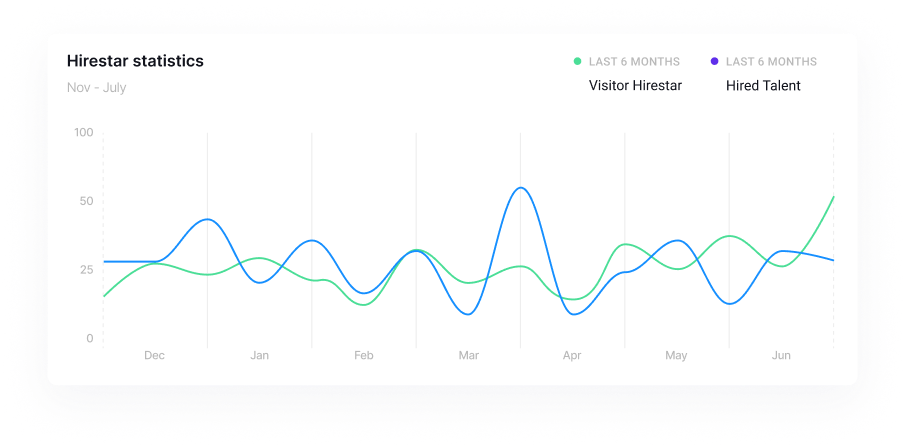 Hirestar statistics
Nov - July
LAST 6 MONTHS
Visitor Hirestar
LAST 6 MONTHS
Hired Talent
100
50
25
0
Dec Jan Feb Mar Apr May Jun